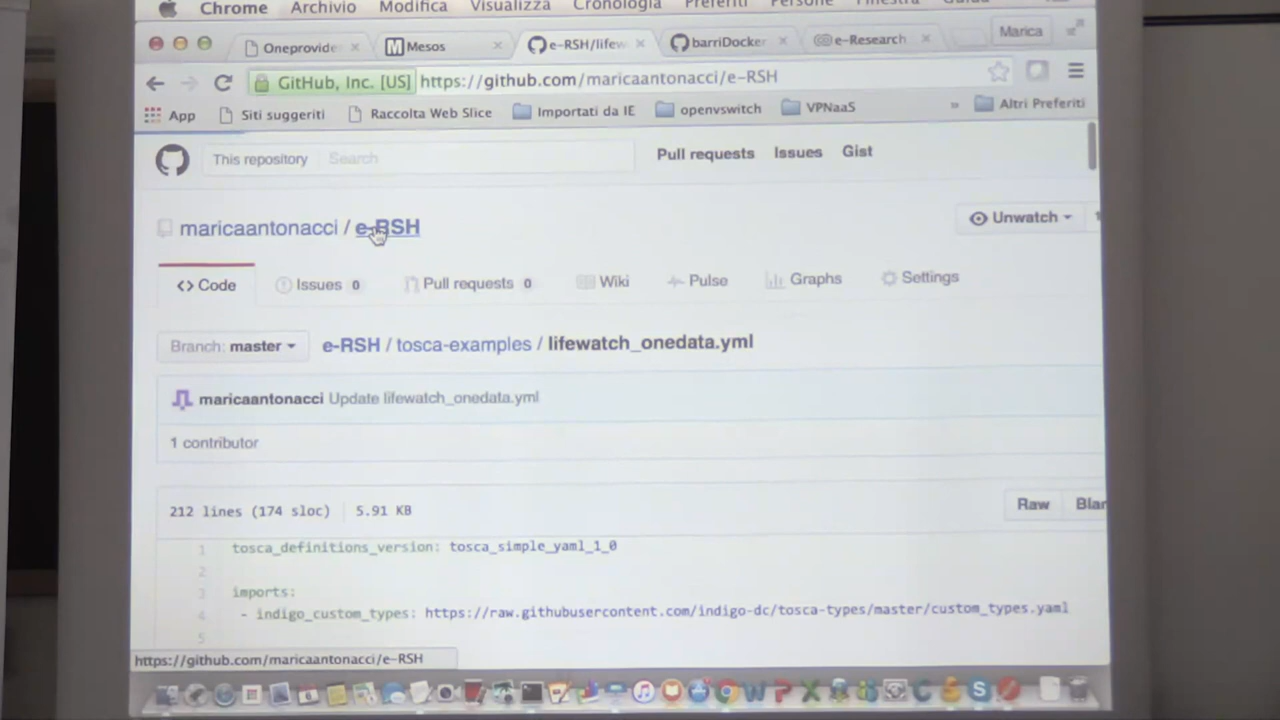 Chrome Archivio Modifica Visualizza Cronologia Preferiti Persone Finestra Guida
Oneprovide Mesos e-RSH/lifew barriDocker e-Research Marica
GitHub, Inc. [US] https://github.com/maricaantonacci/e-RSH
App Siti suggeriti Raccolta Web Slice Importati da IE openvswitch VPNaaS » Altri Preferiti
This repository Search Pull requests Issues Gist
maricaantonacci / e-RSH Unwatch 1
<> Code Issues 0 Pull requests 0 Wiki Pulse Graphs Settings
Branch: master e-RSH / tosca-examples / lifewatch_onedata.yml
maricaantonacci Update lifewatch_onedata.yml
1 contributor
212 lines (174 sloc) 5.91 KB Raw Blar
1 tosca_definitions_version: tosca_simple_yaml_1_0
2
3 imports:
4 - indigo_custom_types: https://raw.githubusercontent.com/indigo-dc/tosca-types/master/custom_types.yaml
5
https://github.com/maricaantonacci/e-RSH